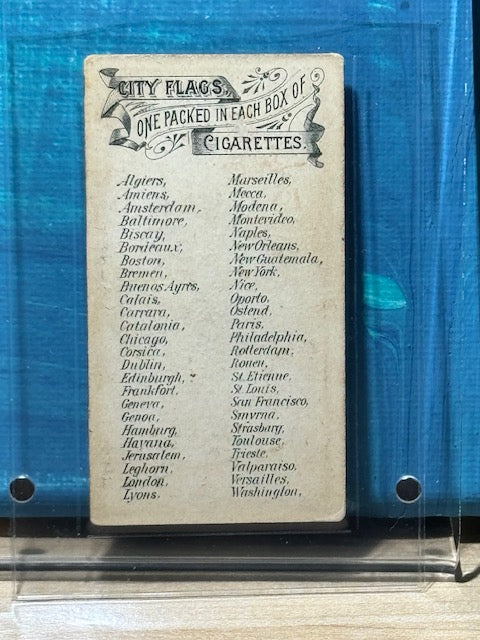 CITY FLAGS,
ONE PACKED IN EACH BOX OF
CIGARETTES.
Algiers,
Amiens,
Amsterdam,
Baltimore,
Biscay,
Bordeaux,
Boston,
Bremen,
Buenos Ayres,
Calais,
Carrara,
Catalonia,
Chicago,
Corsica,
Dublin,
Edinburgh,
Frankfort,
Geneva,
Genoa,
Hamburg,
Havana,
Jerusalem,
Leghorn,
London,
Lyons,
Marseilles,
Mecca,
Modena,
Montevideo,
Naples,
New Orleans,
New Guatemala,
New York,
Nice,
Oporto,
Ostend,
Paris,
Philadelphia,
Rotterdam,
Rouen,
St. Etienne,
St. Louis,
San Francisco,
Smyrna,
Strasburg,
Toulouse,
Trieste,
Valparaiso,
Versailles,
Washington,